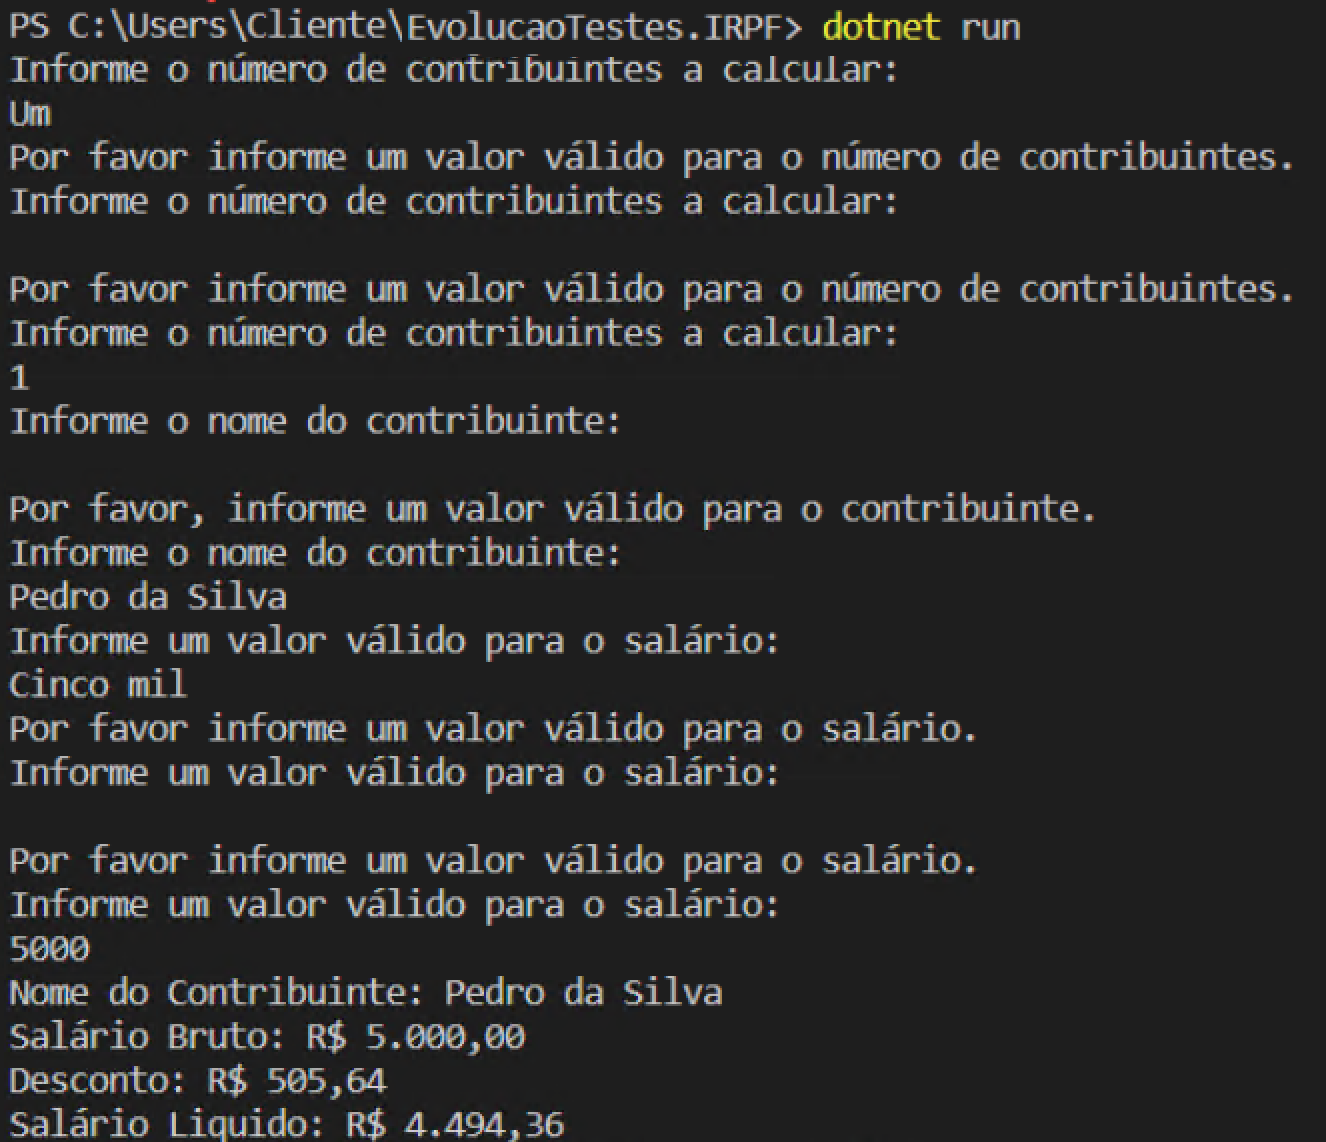 PS C:\Users\Cliente\EvolucaoTestes.IRPF> dotnet run
Informe o número de contribuintes a calcular:
Um
Por favor informe um valor válido para o número de contribuintes.
Informe o número de contribuintes a calcular:
Por favor informe um valor válido para o número de contribuintes.
Informe o número de contribuintes a calcular:
1
Informe o nome do contribuinte:
Por favor, informe um valor válido para o contribuinte.
Informe o nome do contribuinte:
Pedro da Silva
Informe um valor válido para o salário:
Cinco mil
Por favor informe um valor válido para o salário.
Informe um valor válido para o salário:
Por favor informe um valor válido para o salário.
Informe um valor válido para o salário:
5000
Nome do Contribuinte: Pedro da Silva
Salário Bruto: R$ 5.000,00
Desconto: R$ 505,64
Salário Liquido: R$ 4.494,36